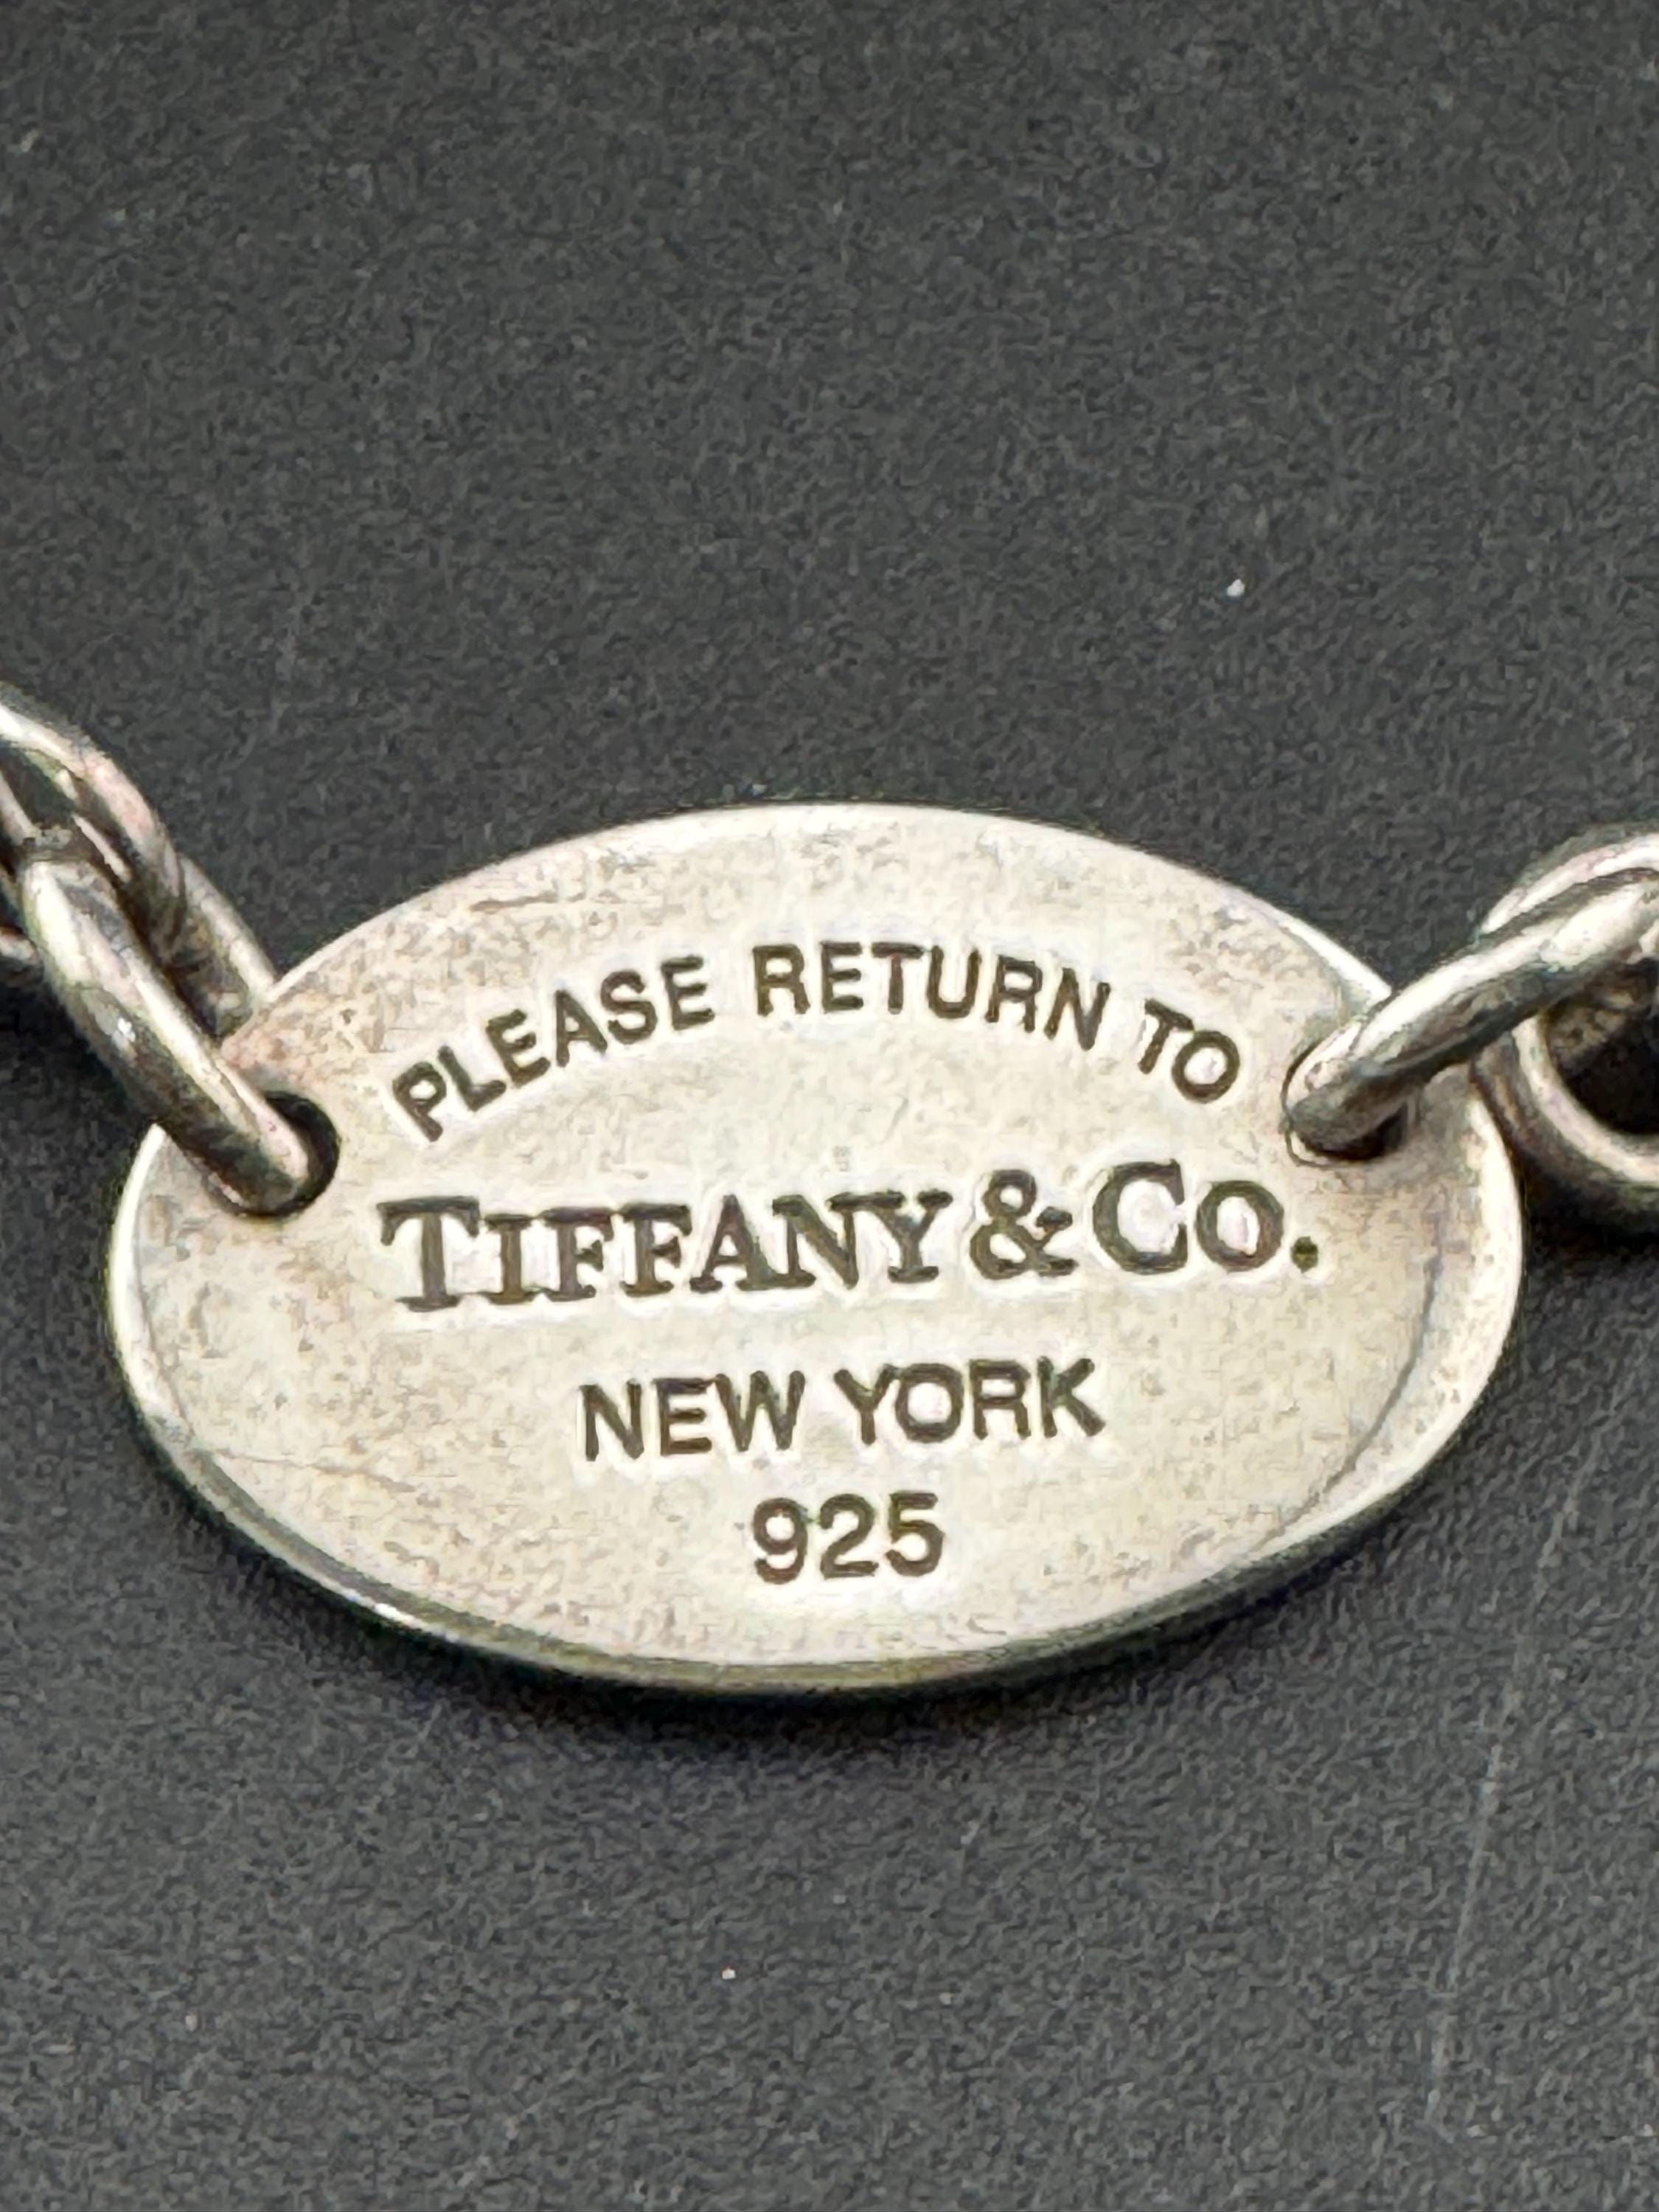 PLEASE RETURN TO
TIFFANY & CO.
NEW YORK
925